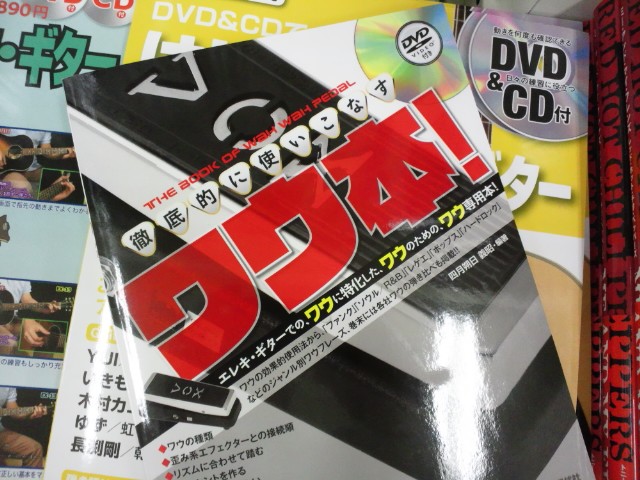 890円
DVD&CDで
は
ギター
DVD
VIDEO
付き
動きを何度も確認できる
DVD
&CD付
日々の練習に役立つ
THE BOOK OF WAH WAH PEDAL
徹底的に使いこなす
ワウ本!
エレキ・ギターでの、ワウに特化した、ワウのための、ワウ専用本!
ワウの効果的使用法から、「ファンク」「ソウル/R&B」「レゲエ」「ポップス」「ハードロック」
などのジャンル別ワウフレーズ、巻末には各社ワウの弾き比べも掲載!!
四月朔日 義昭・編著
VOX
VOX
◆ワウの種類
◆歪み系エフェクターとの接続順
◆リズムに合わせて踏む
YUI
いきも
木村カ
ゆず/虹
長渕剛
ター
RED HOT CHILI PEPPERS